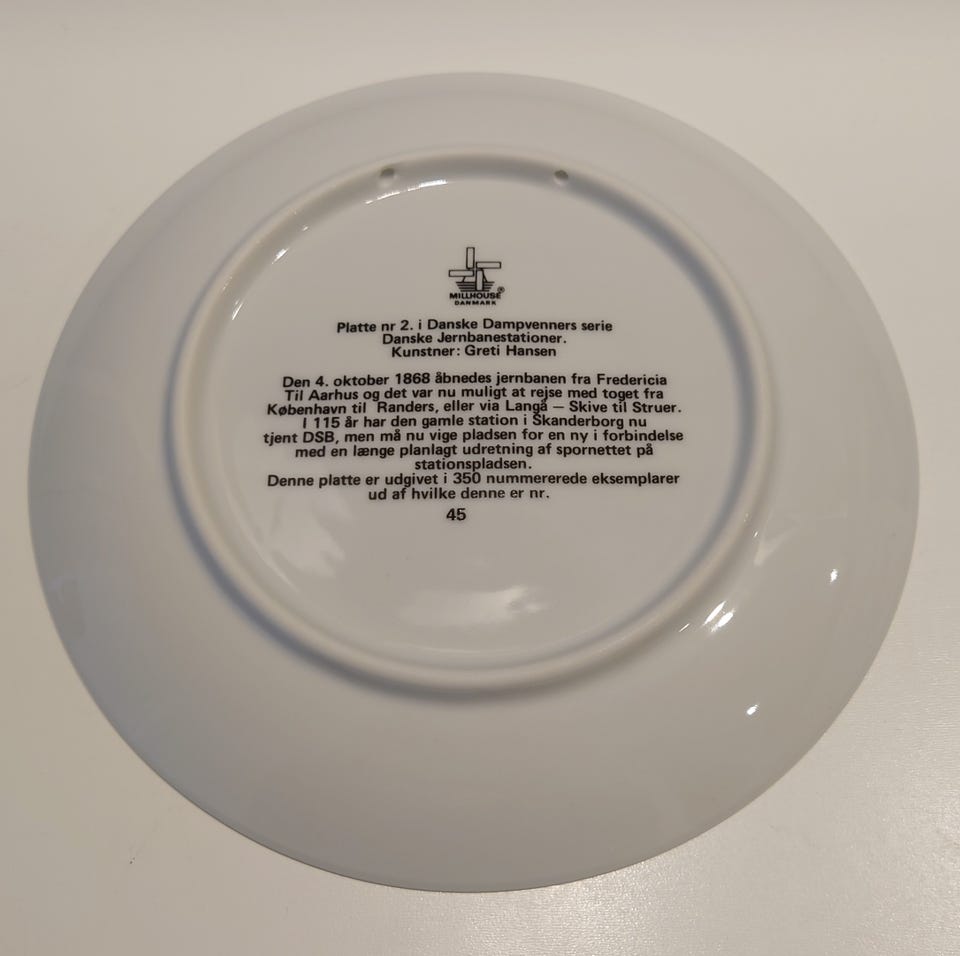 MILLHOUSE®
DANMARK
Platte nr 2. i Danske Dampvenners serie
Danske Jernbanestationer.
Kunstner: Greti Hansen
Den 4. oktober 1868 åbnedes jernbanen fra Fredericia
Til Aarhus og det var nu muligt at rejse med toget fra
København til Randers, eller via Langå – Skive til Struer.
I 115 år har den gamle station i Skanderborg nu
tjent DSB, men må nu vige pladsen for en ny i forbindelse
med en længe planlagt udretning af spornettet på
stationspladsen.
Denne platte er udgivet i 350 nummererede eksemplarer
ud af hvilke denne er nr.
45